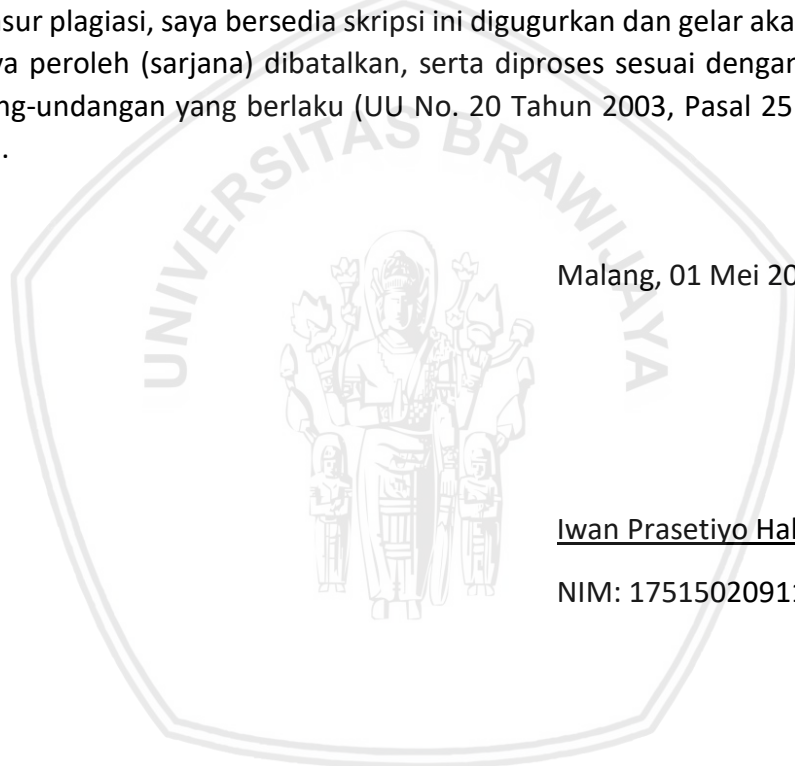 sur plagiasi, saya bersedia skripsi ini digugurkan dan gelar aka
a peroleh (sarjana) dibatalkan, serta diproses sesuai dengan
ng-undangan yang berlaku (UU No. 20 Tahun 2003, Pasal 25
.
UNIVERSITAS BRAWIJAYA
Malang, 01 Mei 20
Iwan Prasetiyo Hal
NIM: 1751502091